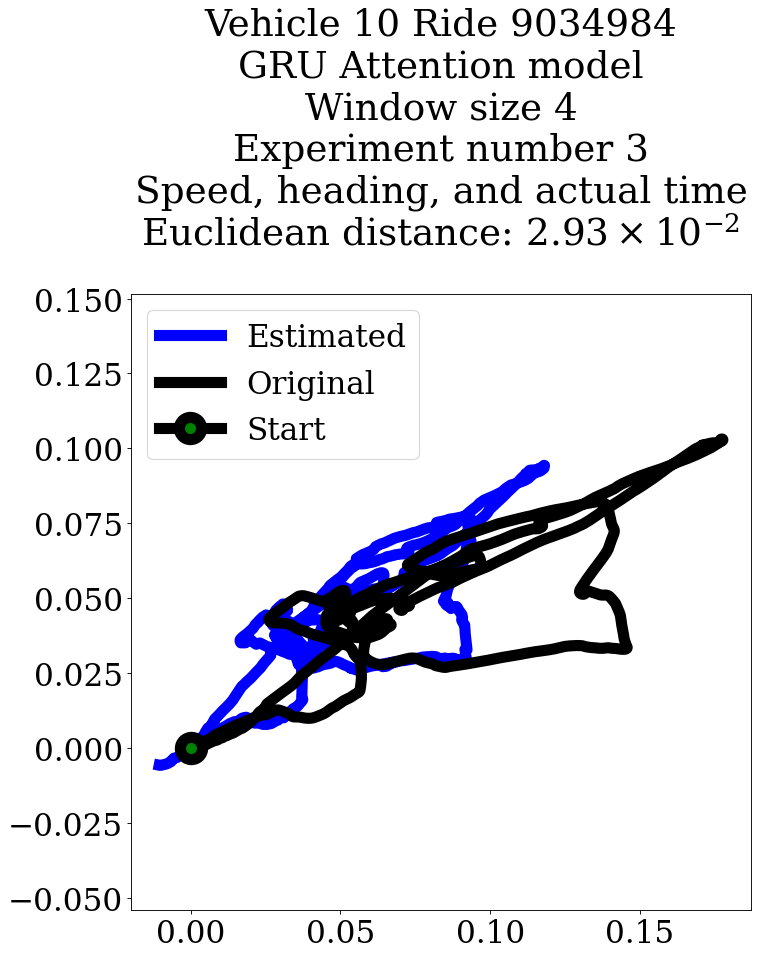 Vehicle 10 Ride 9034984
GRU Attention model
Window size 4
Experiment number 3
Speed, heading, and actual time
Euclidean distance: 2.93 × 10⁻²
0.150
0.125
0.100
0.075
0.050
0.025
0.000
−0.025
−0.050
Estimated
Original
Start
0.00 0.05 0.10 0.15